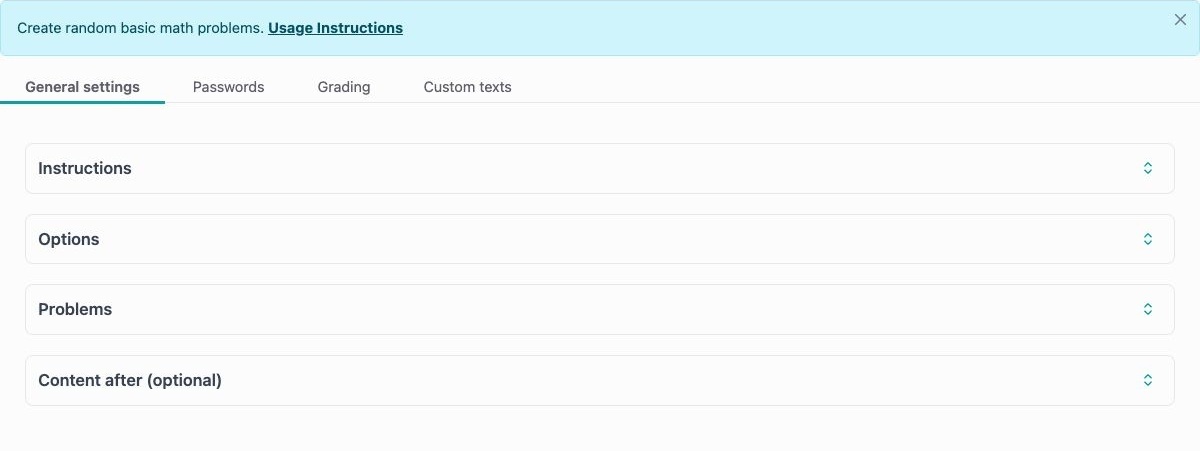 Create random basic math problems. Usage Instructions
General settings
Passwords
Grading
Custom texts
Instructions
Options
Problems
Content after (optional)